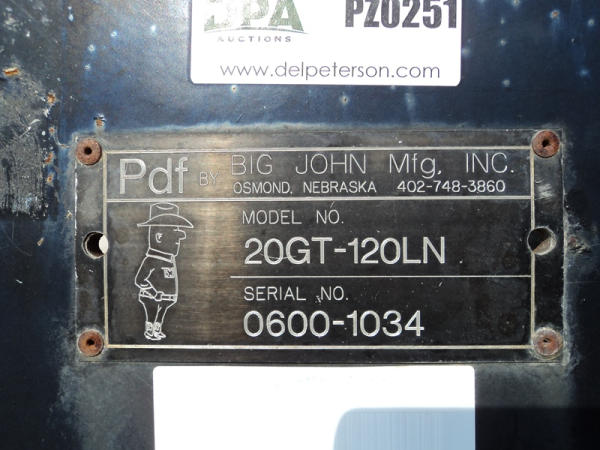 DPA PZ0251
AUCTIONS
www.delpeterson.com
Pdf BY BIG JOHN Mfg, INC.
OSMOND, NEBRASKA 402-748-3860
MODEL NO.
20GT-120LN
SERIAL NO.
0600-1034